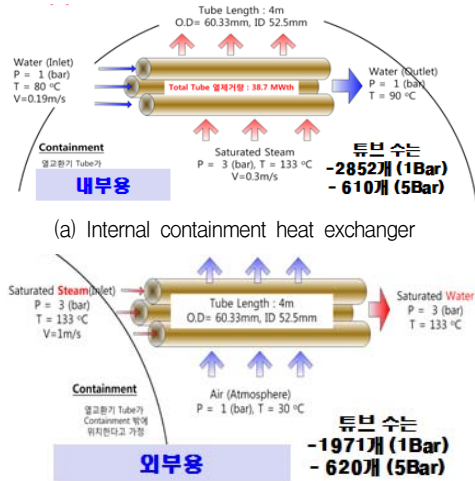 Tube Length : 4m
O.D= 60.33mm, ID 52.5mm
Water (Inlet)
P = 1 (bar)
T = 80 ℃
V=0.19m/s
Total Tube 열제거량 : 38.7 MWth
Water (Outlet)
P = 1 (bar)
T = 90 ℃
Containment
열교환기 Tube가
내부용
Saturated Steam
P = 3 (bar), T = 133 ℃
V=0.3m/s
튜브 수는
-2852개 (1Bar)
- 610개 (5Bar)
(a) Internal containment heat exchanger
Saturated Steam(Inlet)
P = 3 (bar)
T = 133 ℃
V=1m/s
Tube Length : 4m
O.D= 60.33mm, ID 52.5mm
Saturated Water
P = 3 (bar)
T = 133 ℃
Containment
열교환기 Tube가
Containment 밖에
위치한다고 가정
Air (Atmosphere)
P = 1 (bar), T = 30 ℃
외부용
튜브 수는
-1971개 (1Bar)
- 620개 (5Bar)